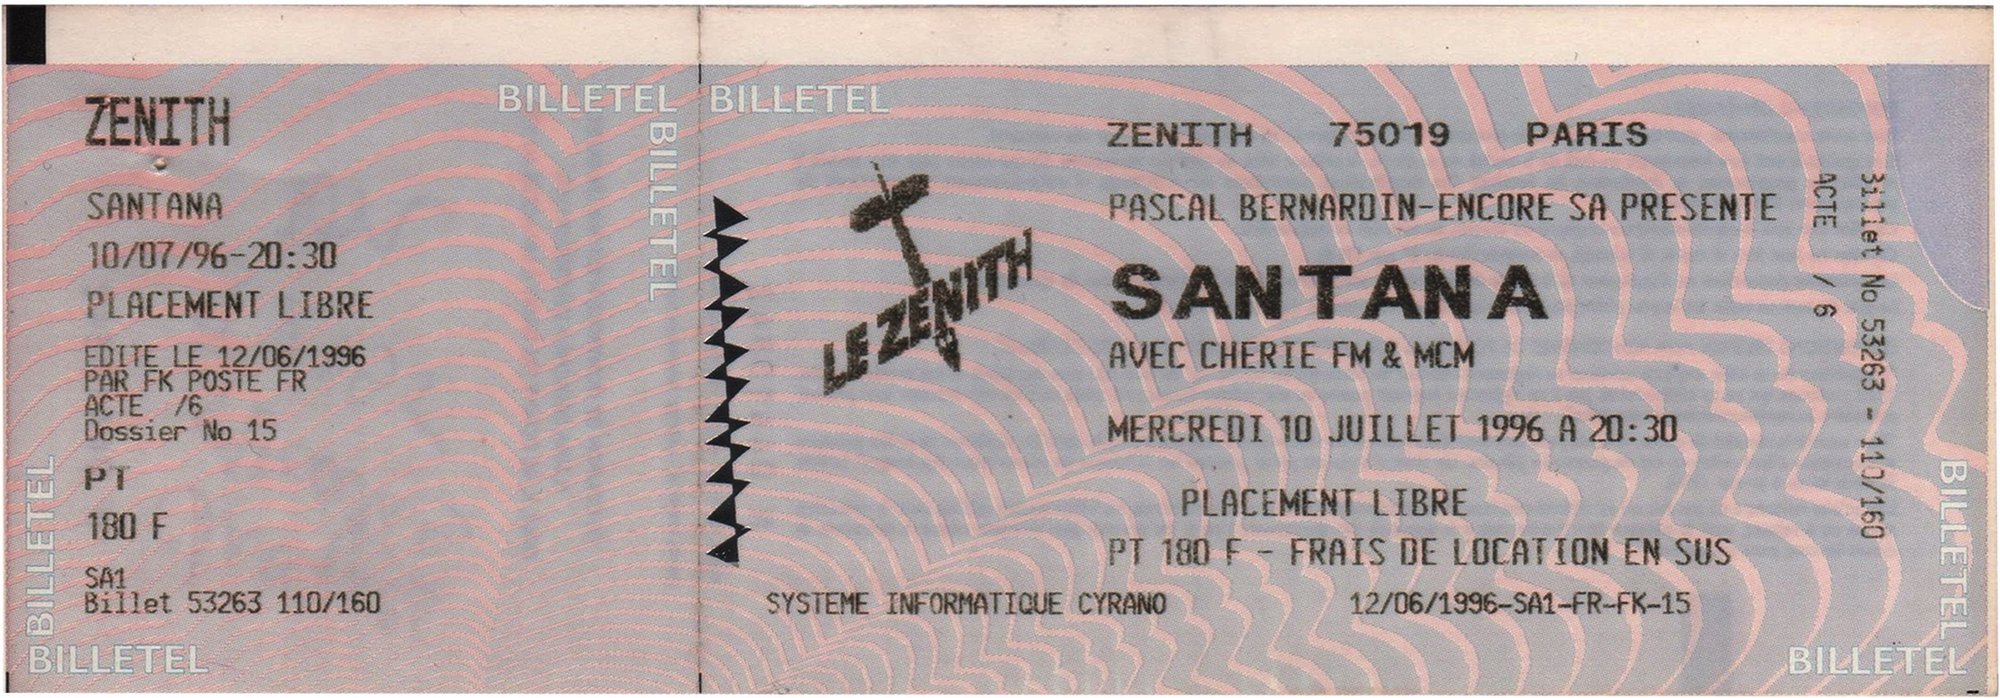 BILLETEL
BILLETEL
ZENITH
SANTANA
10/07/96-20:30
PLACEMENT LIBRE
EDITE LE 12/06/1996
PAR FK POSTE FR
ACTE /6
Dossier No 15
PT
180 F
SA1
Billet 53263 110/160
BILLETEL
BILLETEL
BILLETEL
LE ZENITH
ZENITH 75019 PARIS
PASCAL BERNARDIN-ENCORE SA PRESENTE
SANTANA
AVEC CHERIE FM & MCM
MERCREDI 10 JUILLET 1996 A 20:30
PLACEMENT LIBRE
PT 180 F - FRAIS DE LOCATION EN SUS
SYSTEME INFORMATIQUE CYRANO 12/06/1996-SA1-FR-FK-15
ACTE / 6
Billet No 53263 - 110/160
BILLETEL
BILLETEL